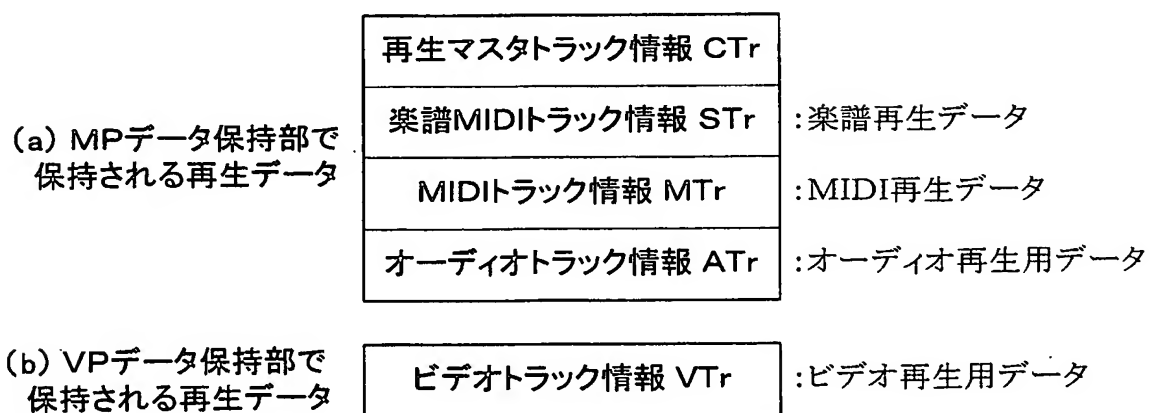 再生マスタトラック情報 CTr
(a) MPデータ保持部で
保持される再生データ
楽譜MIDIトラック情報 STr
:楽譜再生データ
MIDIトラック情報 MTr
:MIDI再生データ
オーディオトラック情報 ATr
:オーディオ再生用データ
(b) VPデータ保持部で
保持される再生データ
ビデオトラック情報 VTr
:ビデオ再生用データ